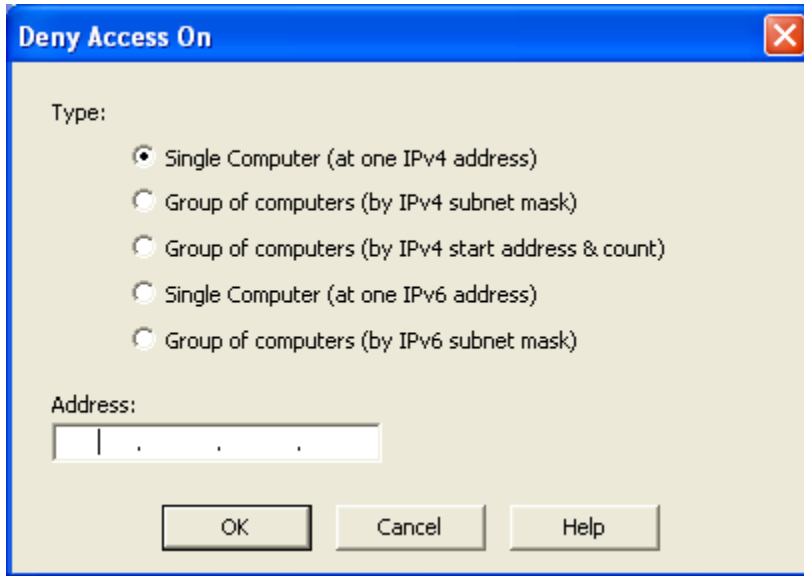 Deny Access On
Type:
Single Computer (at one IPv4 address)
Group of computers (by IPv4 subnet mask)
Group of computers (by IPv4 start address & count)
Single Computer (at one IPv6 address)
Group of computers (by IPv6 subnet mask)
Address:
. . .
OK Cancel Help